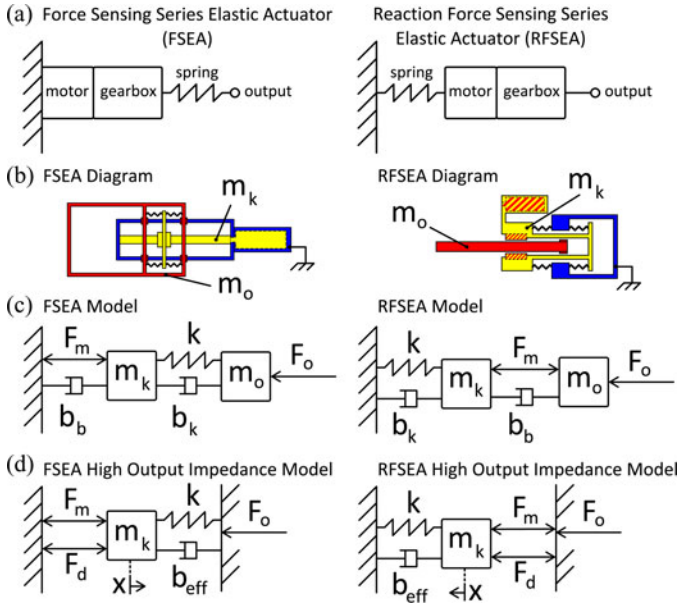 (a) Force Sensing Series Elastic Actuator
(FSEA)
Reaction Force Sensing Series
Elastic Actuator (RFSEA)
motor gearbox spring output
spring motor gearbox output
(b) FSEA Diagram
m_k
m_o
RFSEA Diagram
m_k
m_o
(c) FSEA Model
F_m k F_o
m_k m_o
b_b b_k
RFSEA Model
k F_m F_o
m_k m_o
b_k b_b
(d) FSEA High Output Impedance Model
F_m k F_o
m_k
F_d b_eff
x
RFSEA High Output Impedance Model
k F_m F_o
m_k
b_eff F_d
x